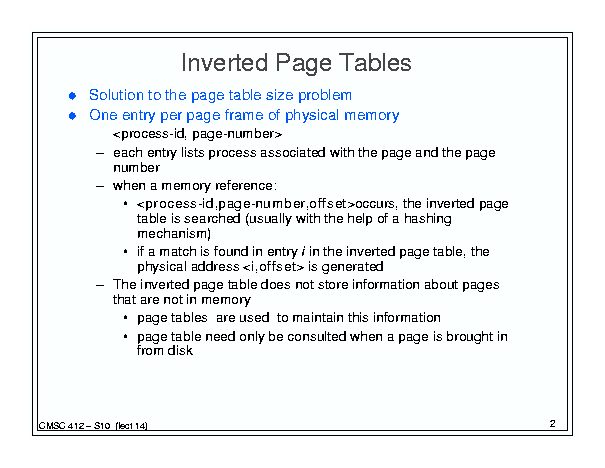 Inverted Page Tables
● Solution to the page table size problem
● One entry per page frame of physical memory
<process-id, page-number>
– each entry lists process associated with the page and the page
number
– when a memory reference:
• <process-id,page-number,offset>occurs, the inverted page
table is searched (usually with the help of a hashing
mechanism)
• if a match is found in entry i in the inverted page table, the
physical address <i,offset> is generated
– The inverted page table does not store information about pages
that are not in memory
• page tables are used to maintain this information
• page table need only be consulted when a page is brought in
from disk
CMSC 412 – S10 (lect 14)
2